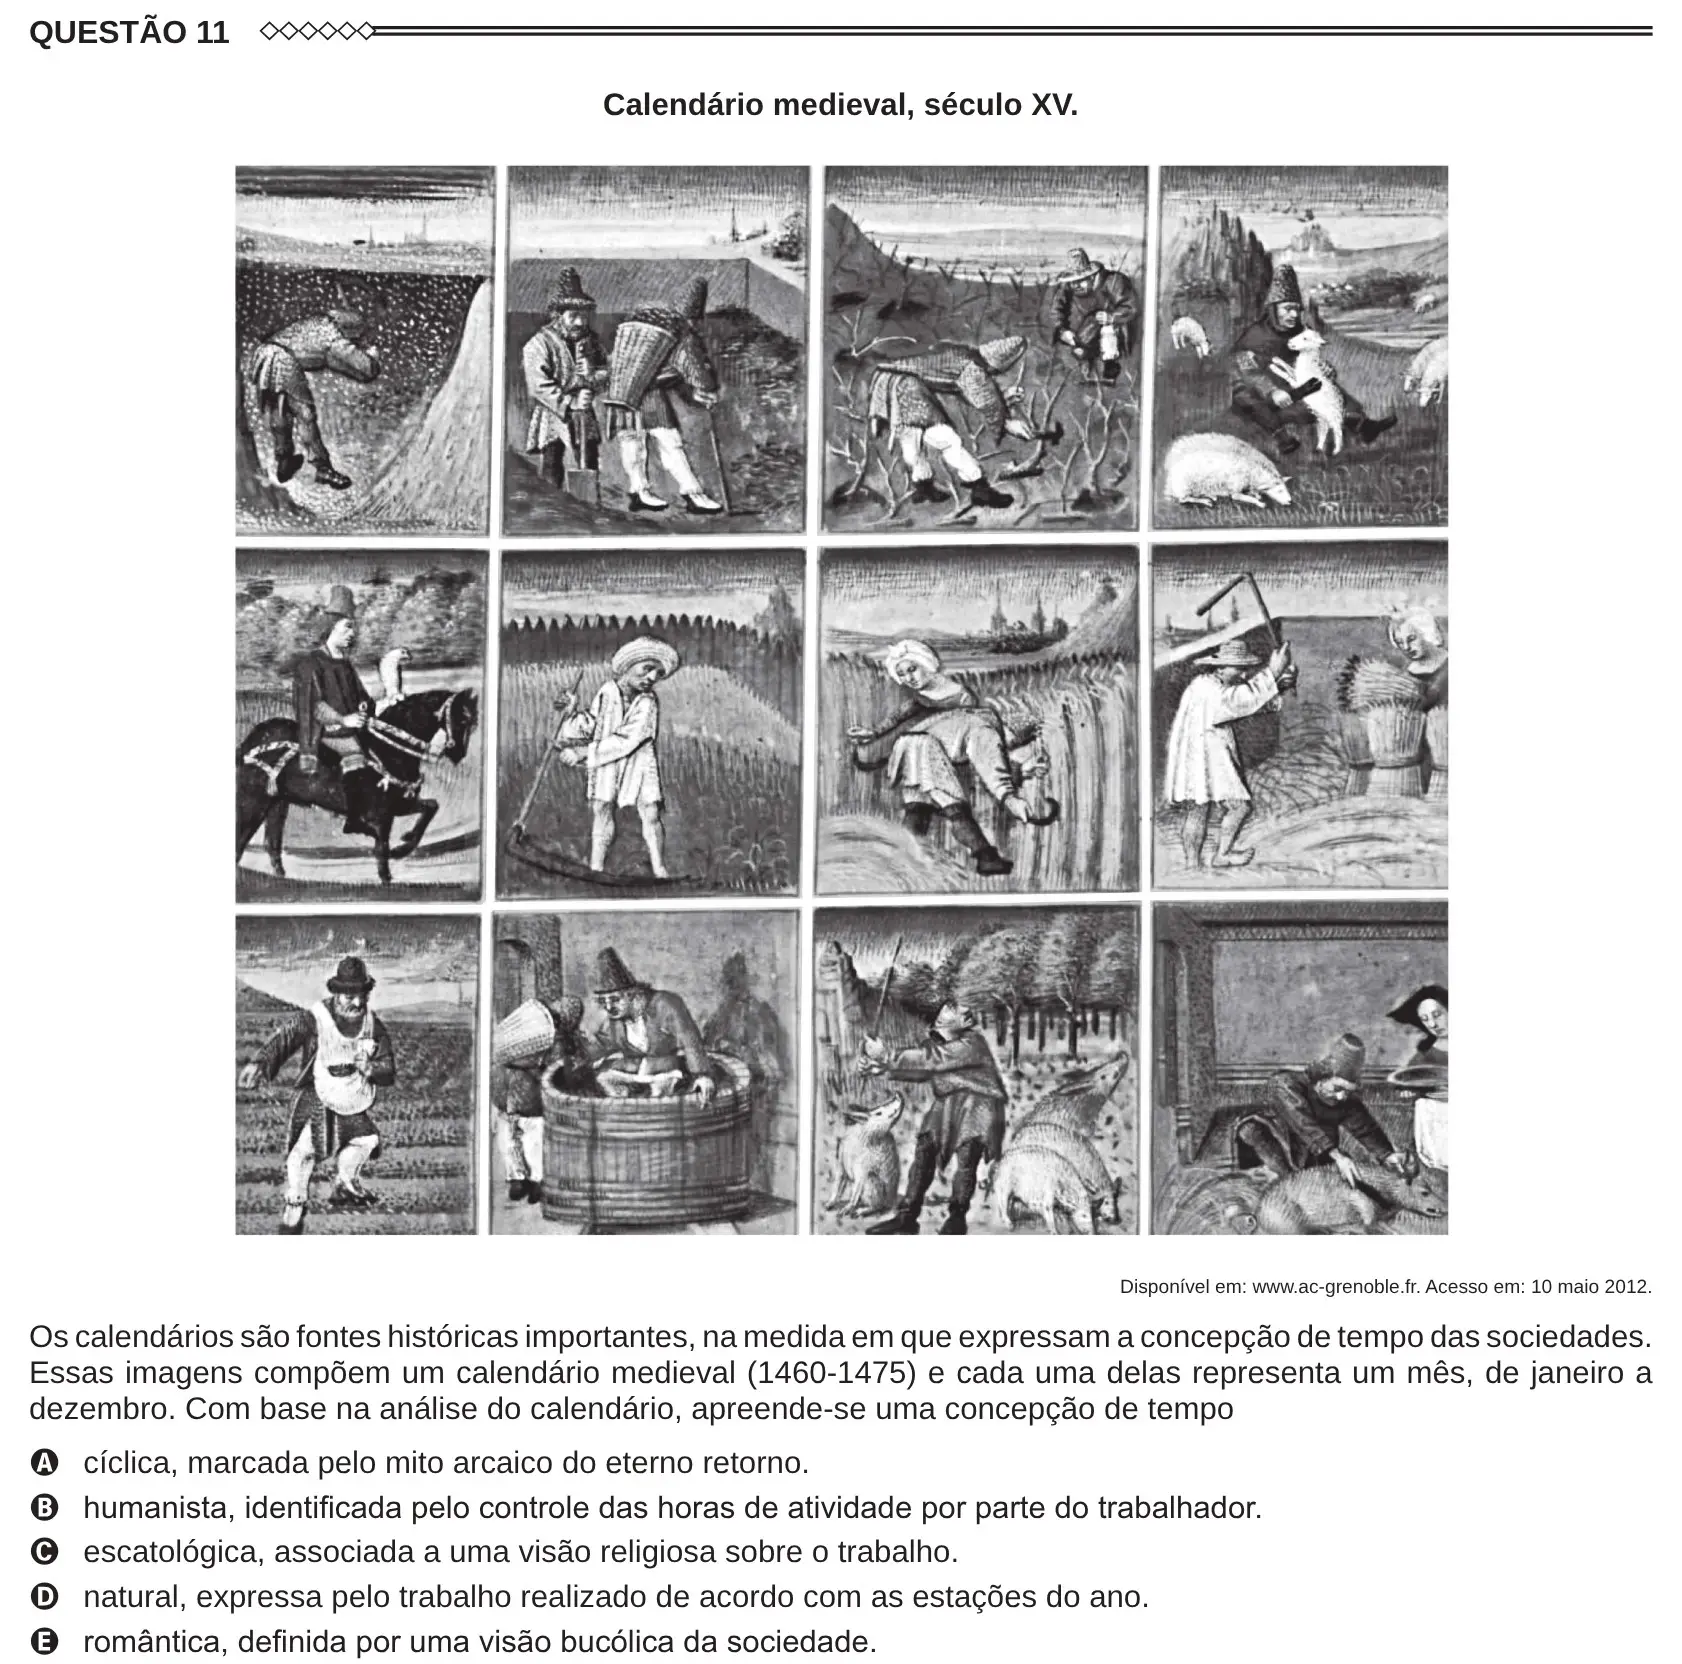 QUESTÃO 11
Calendário medieval, século XV.
Disponível em: www.ac-grenoble.fr. Acesso em: 10 maio 2012.
Os calendários são fontes históricas importantes, na medida em que expressam a concepção de tempo das sociedades.
Essas imagens compõem um calendário medieval (1460-1475) e cada uma delas representa um mês, de janeiro a
dezembro. Com base na análise do calendário, apreende-se uma concepção de tempo
A cíclica, marcada pelo mito arcaico do eterno retorno.
B humanista, identificada pelo controle das horas de atividade por parte do trabalhador.
C escatológica, associada a uma visão religiosa sobre o trabalho.
D natural, expressa pelo trabalho realizado de acordo com as estações do ano.
E romântica, definida por uma visão bucólica da sociedade.